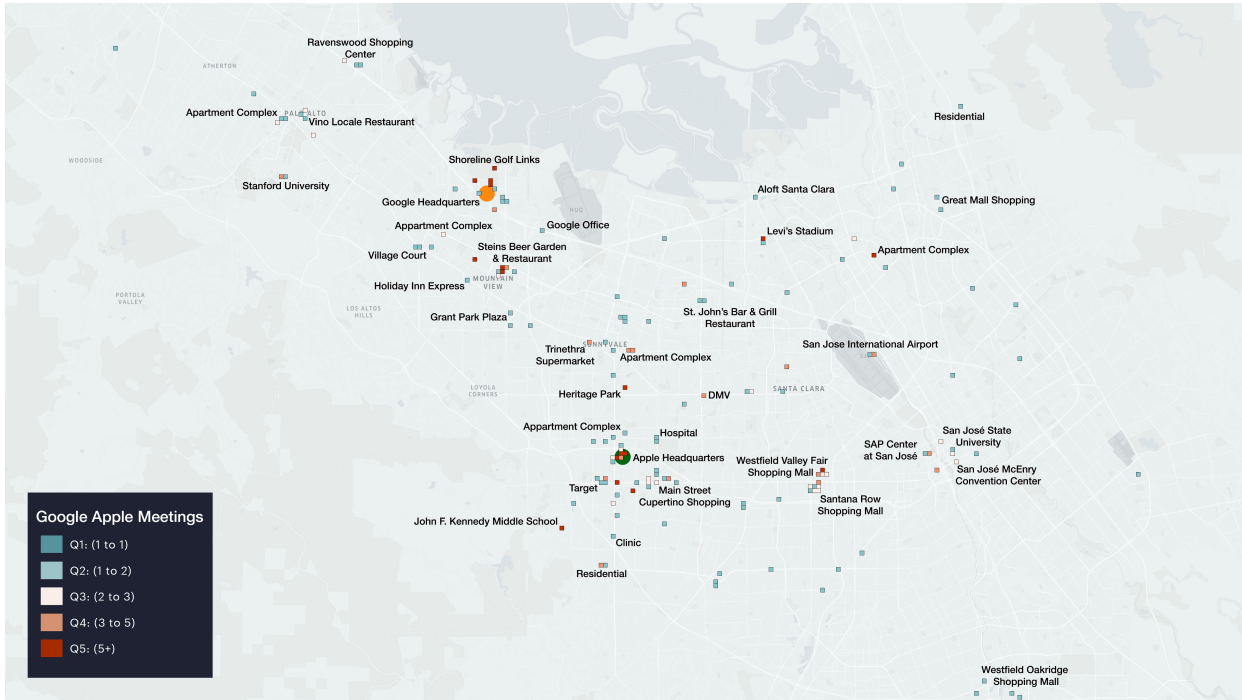 Ravenswood Shopping
Center
ATHERTON
Apartment Complex
PALO ALTO
Vino Locale Restaurant
Residential
WOODSIDE
Shoreline Golf Links
Stanford University
Aloft Santa Clara
Google Headquarters
Great Mall Shopping
Appartment Complex
Google Office
Levi's Stadium
Village Court
Steins Beer Garden
& Restaurant
Apartment Complex
MOUNTAIN
VIEW
Holiday Inn Express
PORTOLA
VALLEY
LOS ALTOS
HILLS
Grant Park Plaza
St. John's Bar & Grill
Restaurant
SUNNYVALE
San Jose International Airport
Trinethra
Supermarket
Apartment Complex
LOYOLA
CORNERS
Heritage Park
DMV
SANTA CLARA
Appartment Complex
Hospital
San José State
University
SAP Center
at San José
Apple Headquarters
Westfield Valley Fair
Shopping Mall
San José McEnry
Convention Center
Target
Main Street
Cupertino Shopping
Santana Row
Shopping Mall
John F. Kennedy Middle School
Clinic
Residential
Westfield Oakridge
Shopping Mall
Google Apple Meetings
Q1: (1 to 1)
Q2: (1 to 2)
Q3: (2 to 3)
Q4: (3 to 5)
Q5: (5+)